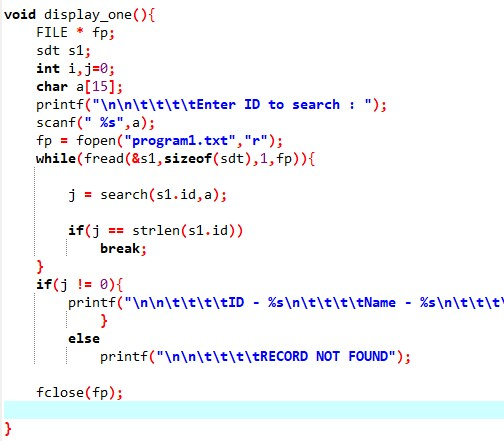 void display_one(){
FILE * fp;
sdt s1;
int i,j=0;
char a[15];
printf("\n\n\t\t\t\tEnter ID to search : ");
scanf(" %s",a);
fp = fopen("program1.txt","r");
while(fread(&s1,sizeof(sdt),1,fp)){
j = search(s1.id,a);
if(j == strlen(s1.id))
break;
}
if(j != 0){
printf("\n\n\t\t\t\tID - %s\n\t\t\t\tName - %s\n\t\t\t\
}
else
printf("\n\n\t\t\t\tRECORD NOT FOUND");
fclose(fp);
}